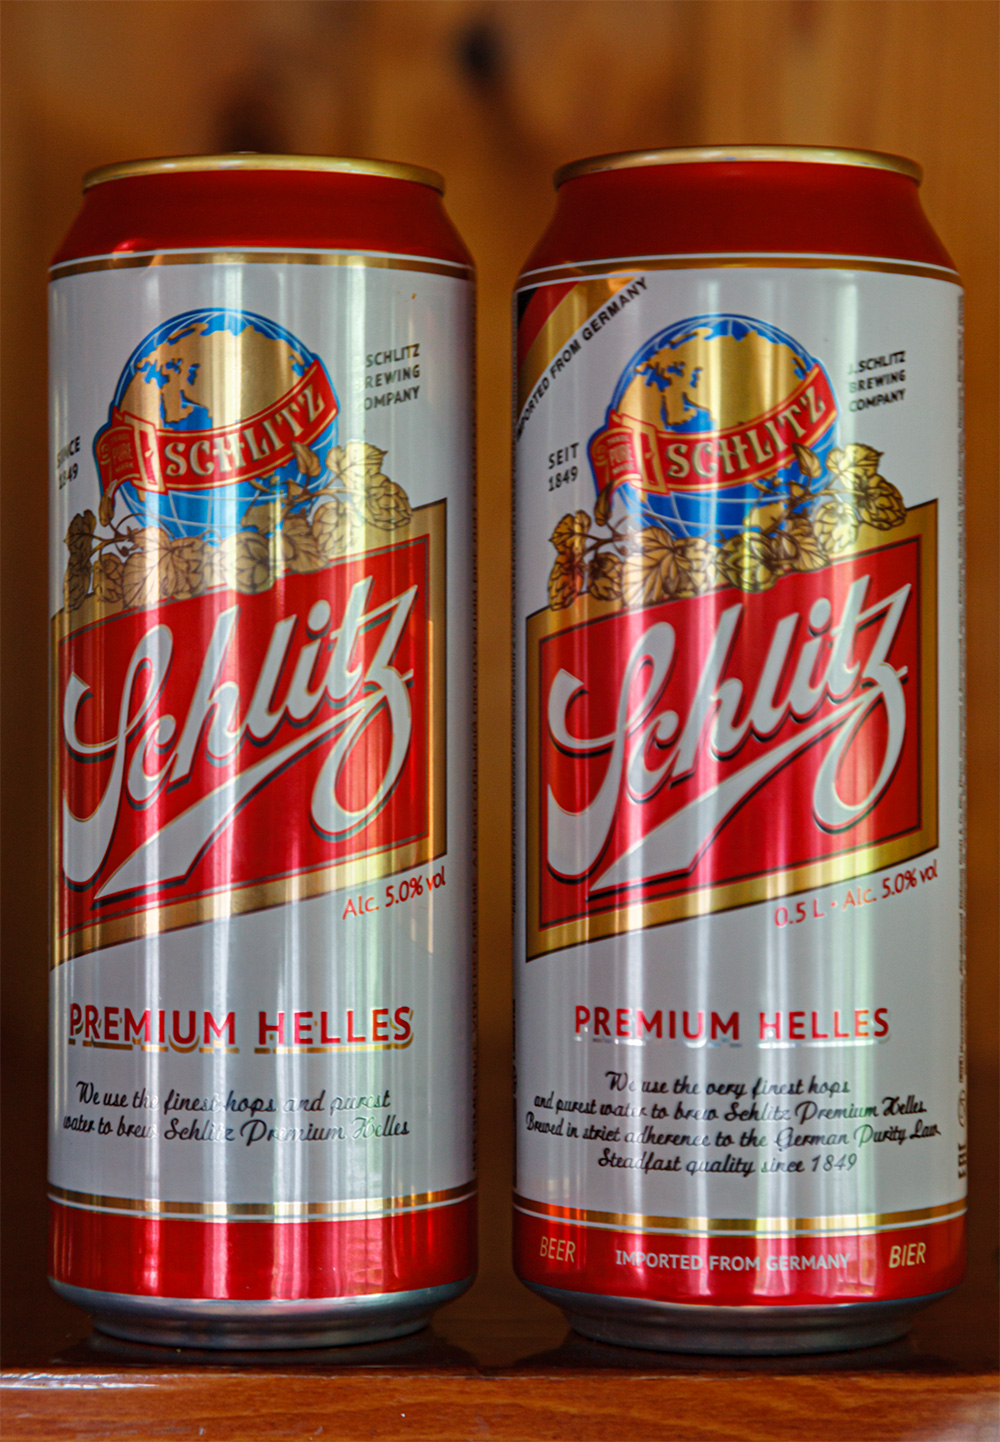 SCHLITZ
PURE
SCHLITZ
BREWING
COMPANY
SINCE
1849
Schlitz
Alc. 5.0% vol
PREMIUM HELLES
We use the finest hops and purest
water to brew Schlitz Premium Helles
IMPORTED FROM GERMANY
SCHLITZ
PURE
J.SCHLITZ
BREWING
COMPANY
SEIT
1849
Schlitz
0.5 L · Alc. 5.0% vol
PREMIUM HELLES
We use the very finest hops
and purest water to brew Schlitz Premium Helles.
Brewed in strict adherence to the German Purity Law.
Steadfast quality since 1849
BEER IMPORTED FROM GERMANY BIER